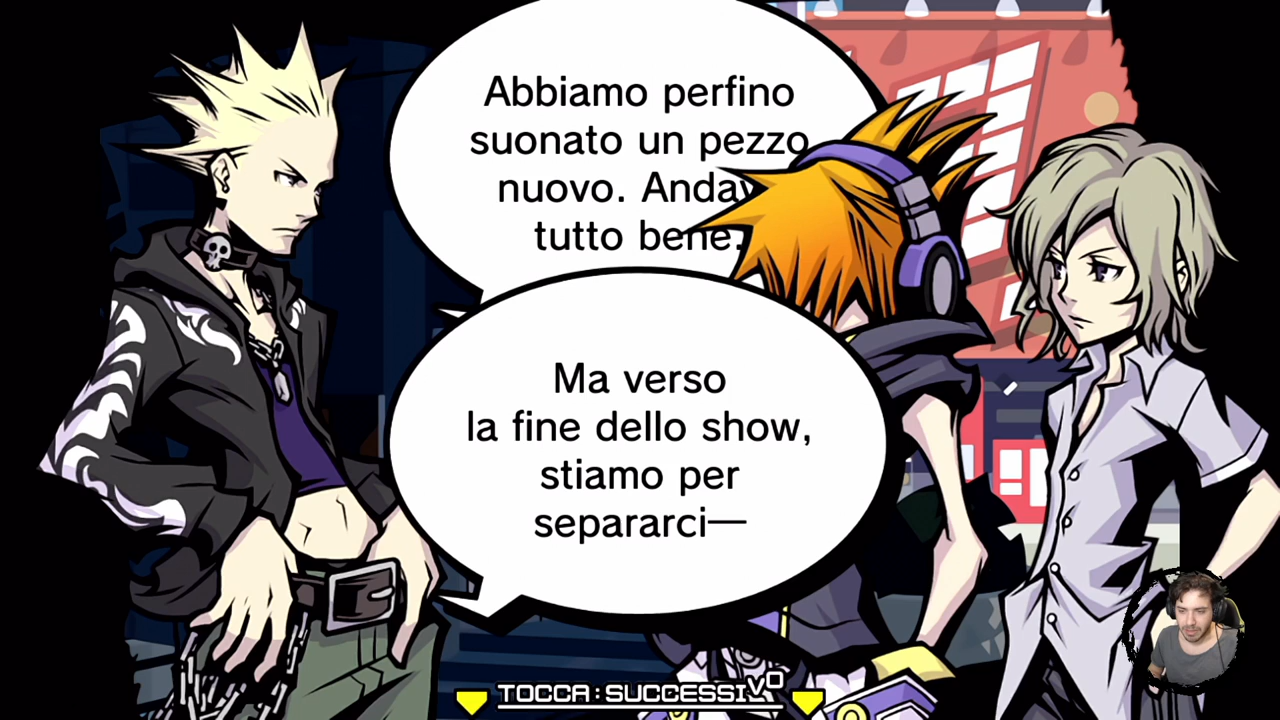 Abbiamo perfino
suonato un pezzo
nuovo. Andav
tutto bene.
Ma verso
la fine dello show,
stiamo per
separarci—
TOCCA:SUCCESSIVO